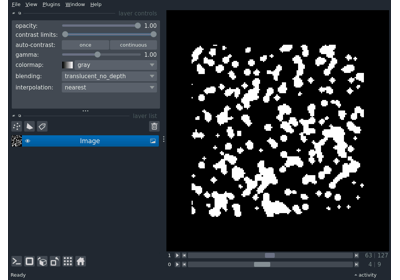 File View Plugins Window Help
layer controls
opacity: 1.00
contrast limits:
auto-contrast: once continuous
gamma: 1.00
colormap: gray
blending: translucent_no_depth
interpolation: nearest
layer list
Image
1 63 127
0 4 9
Ready activity